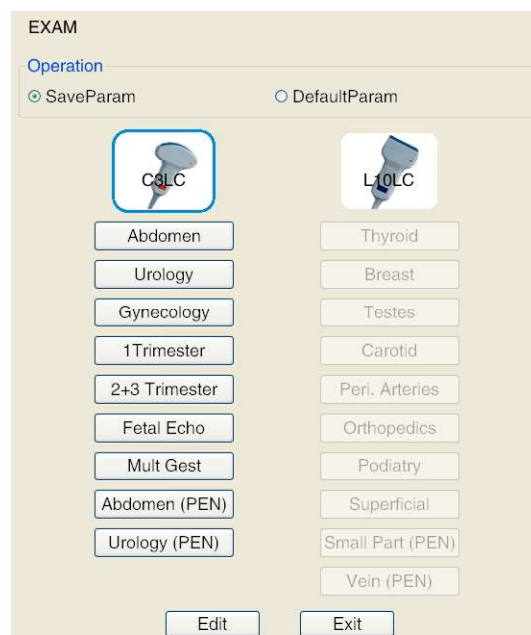 EXAM
Operation
SaveParam DefaultParam
C3LC L10LC
Abdomen Thyroid
Urology Breast
Gynecology Testes
1Trimester Carotid
2+3 Trimester Peri. Arteries
Fetal Echo Orthopedics
Mult Gest Podiatry
Abdomen (PEN) Superficial
Urology (PEN) Small Part (PEN)
Vein (PEN)
Edit Exit